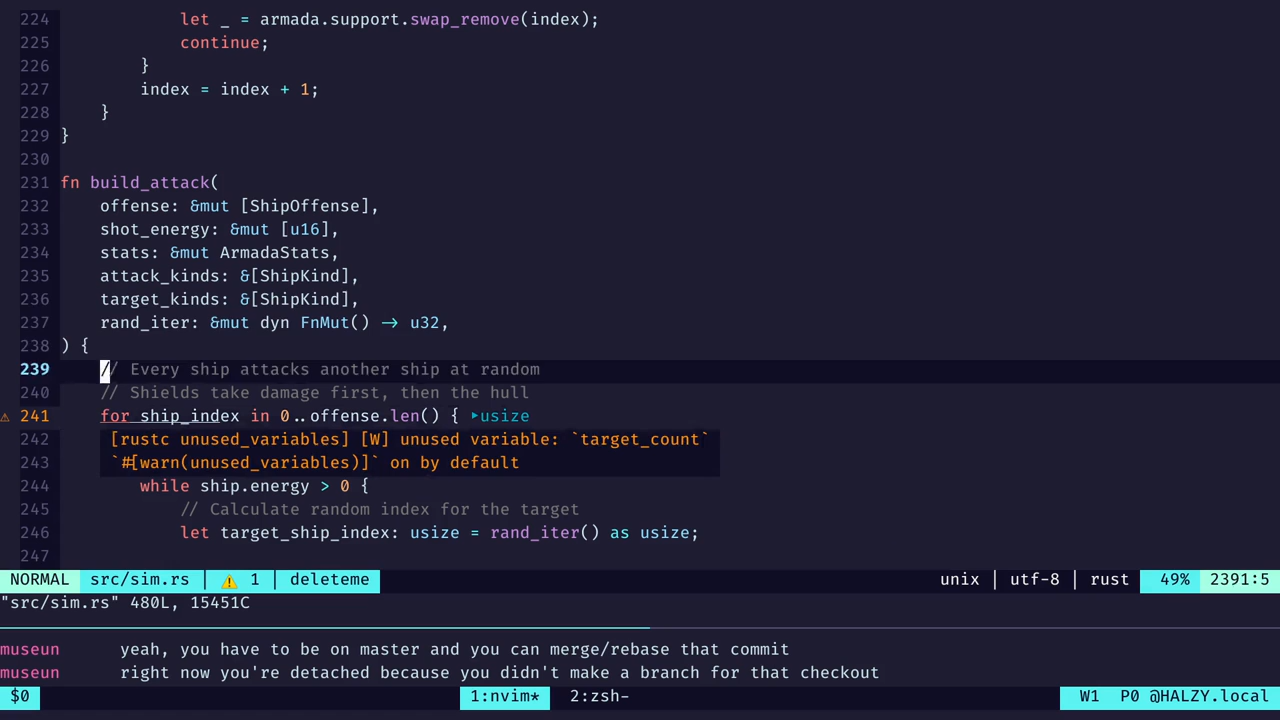 224             let _ = armada.support.swap_remove(index);
225             continue;
226         }
227         index = index + 1;
228     }
229 }
230
231 fn build_attack(
232     offense: &mut [ShipOffense],
233     shot_energy: &mut [u16],
234     stats: &mut ArmadaStats,
235     attack_kinds: &[ShipKind],
236     target_kinds: &[ShipKind],
237     rand_iter: &mut dyn FnMut() -> u32,
238 ) {
239     // Every ship attacks another ship at random
240     // Shields take damage first, then the hull
⚠ 241     for ship_index in 0..offense.len() { ▸usize
242     [rustc unused_variables] [W] unused variable: `target_count`
243     `#[warn(unused_variables)]` on by default
244         while ship.energy > 0 {
245             // Calculate random index for the target
246             let target_ship_index: usize = rand_iter() as usize;
247
NORMAL src/sim.rs | ⚠ 1 | deleteme unix | utf-8 | rust 49% 2391:5
"src/sim.rs" 480L, 15451C
museun yeah, you have to be on master and you can merge/rebase that commit
museun right now you're detached because you didn't make a branch for that checkout
$0 1:nvim* 2:zsh- W1 P0 @HALZY.local